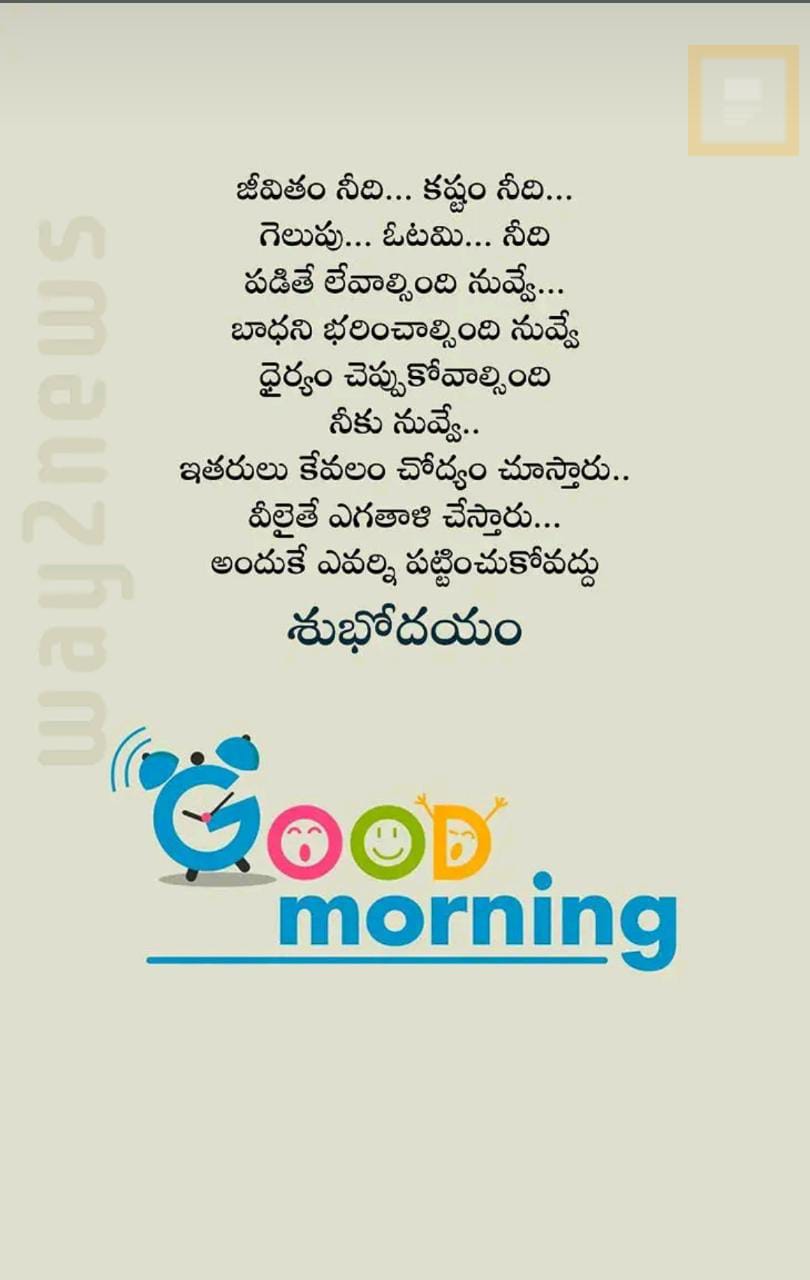 జీవితం నీది... కష్టం నీది...
గెలుపు... ఓటమి... నీది
పడితే లేవాల్సింది నువ్వే...
బాధని భరించాల్సింది నువ్వే
ధైర్యం చెప్పుకోవాల్సింది
నీకు నువ్వే..
ఇతరులు కేవలం చోద్యం చూస్తారు..
వీలైతే ఎగతాళి చేస్తారు...
అందుకే ఎవర్ని పట్టించుకోవద్దు
శుభోదయం
GOOD
morning
way2news